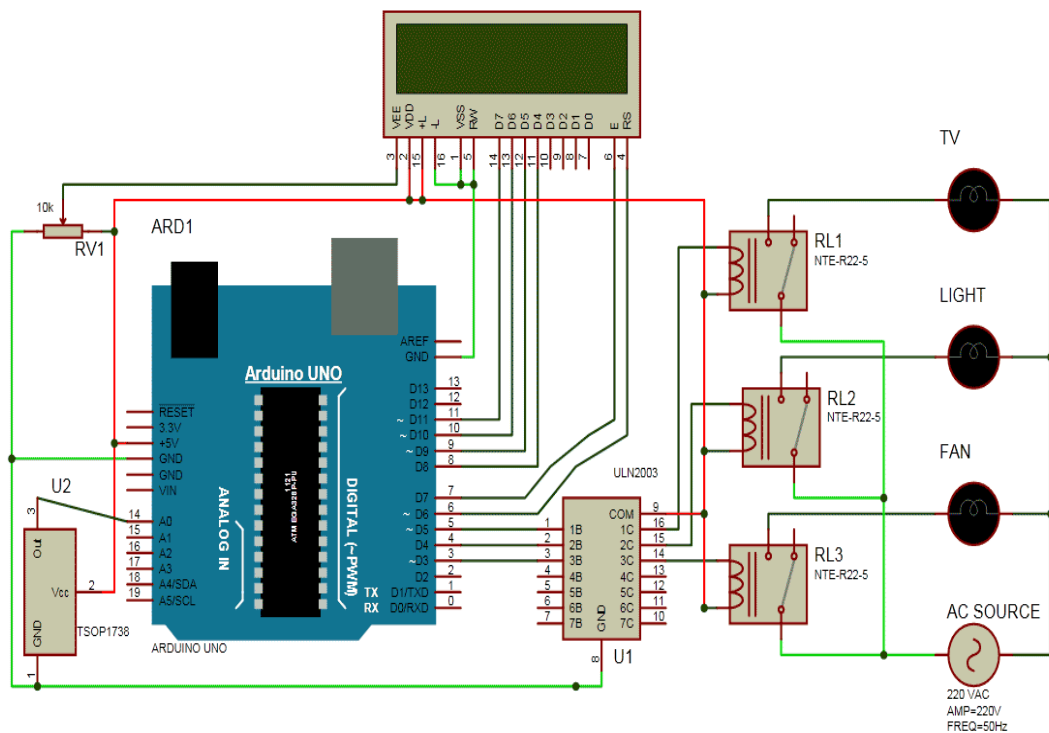 VEE
VDD
+L
-L
VSS
RW
D7
D6
D5
D4
D3
D2
D1
D0
E
RS
3
2
15
16
1
5
14
13
12
11
10
9
8
7
6
4
10k
RV1
ARD1
AREF
GND
Arduino UNO
RESET
3.3V
+5V
GND
GND
VIN
14 A0
15 A1
16 A2
17 A3
18 A4/SDA
19 A5/SCL
ANALOG IN
1121
DIGITAL (~PWM)
D13 13
D12 12
~ D11 11
~ D10 10
~ D9 9
D8 8
D7 7
~ D6 6
~ D5 5
D4 4
~ D3 3
D2 2
TX D1/TXD 1
RX D0/RXD 0
ARDUINO UNO
U2
3
Out
Vcc 2
GND
1
TSOP1738
ULN2003
COM 9
1 1B 1C 16
2 2B 2C 15
3 3B 3C 14
4 4B 4C 13
5 5B 5C 12
6 6B 6C 11
7 7B 7C 10
GND
8
U1
TV
RL1
NTE-R22-5
LIGHT
RL2
NTE-R22-5
FAN
RL3
NTE-R22-5
AC SOURCE
220 VAC
AMP=220V
FREQ=50Hz